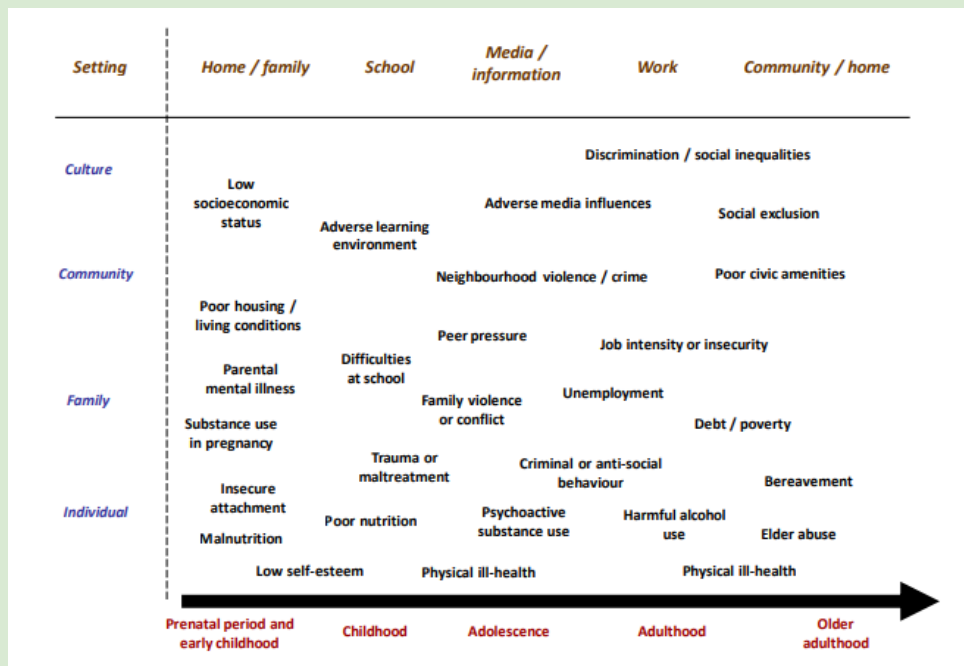 Setting
Home / family
School
Media /
information
Work
Community / home
Culture
Discrimination / social inequalities
Low
socioeconomic
status
Adverse media influences
Social exclusion
Adverse learning
environment
Community
Neighbourhood violence / crime
Poor civic amenities
Poor housing /
living conditions
Peer pressure
Job intensity or insecurity
Difficulties
at school
Parental
mental illness
Family
Family violence
or conflict
Unemployment
Debt / poverty
Substance use
in pregnancy
Trauma or
maltreatment
Criminal or anti-social
behaviour
Bereavement
Insecure
attachment
Individual
Poor nutrition
Psychoactive
substance use
Harmful alcohol
use
Elder abuse
Malnutrition
Low self-esteem
Physical ill-health
Physical ill-health
Prenatal period and
early childhood
Childhood
Adolescence
Adulthood
Older
adulthood